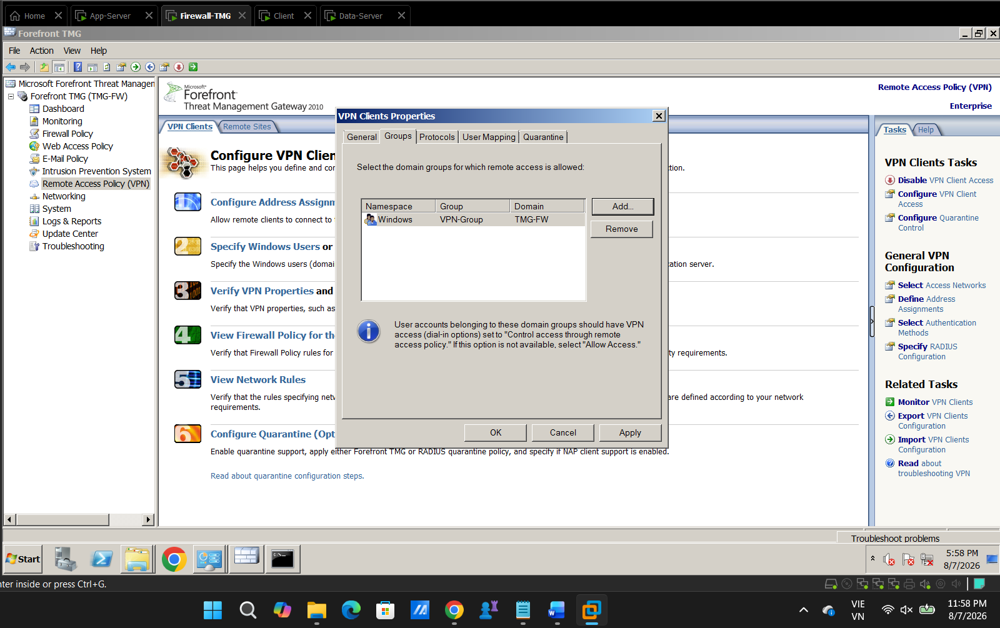 Home
App-Server
Firewall-TMG
Client
Data-Server
Forefront TMG
File Action View Help
Microsoft Forefront Threat Managen
Forefront TMG (TMG-FW)
Dashboard
Monitoring
Firewall Policy
Web Access Policy
E-Mail Policy
Intrusion Prevention System
Remote Access Policy (VPN)
Networking
System
Logs & Reports
Update Center
Troubleshooting
Microsoft®
Forefront™
Threat Management Gateway 2010
Remote Access Policy (VPN)
Enterprise
VPN Clients
Remote Sites
Configure VPN Clien
This page helps you define and con
tion.
Configure Address Assignm
Allow remote clients to connect to
Specify Windows Users or
Specify the Windows users (domai
ation server.
Verify VPN Properties and
Verify that VPN properties, such as
View Firewall Policy for th
Verify that Firewall Policy rules for
ty requirements.
View Network Rules
Verify that the rules specifying netw
are defined according to your network
requirements.
Configure Quarantine (Opt
Enable quarantine support, apply either Forefront TMG or RADIUS quarantine policy, and specify if NAP client support is enabled.
Read about quarantine configuration steps.
VPN Clients Properties
General
Groups
Protocols
User Mapping
Quarantine
Select the domain groups for which remote access is allowed:
Namespace Group Domain
Windows VPN-Group TMG-FW
Add...
Remove
User accounts belonging to these domain groups should have VPN
access (dial-in options) set to "Control access through remote
access policy." If this option is not available, select "Allow Access."
OK
Cancel
Apply
Tasks
Help
VPN Clients Tasks
Disable VPN Client Access
Configure VPN Client
Access
Configure Quarantine
Control
General VPN
Configuration
Select Access Networks
Define Address
Assignments
Select Authentication
Methods
Specify RADIUS
Configuration
Related Tasks
Monitor VPN Clients
Export VPN Clients
Configuration
Import VPN Clients
Configuration
Read about
troubleshooting VPN
Troubleshoot problems
Start
5:58 PM
8/7/2026
nter inside or press Ctrl+G.
VIE
VN
11:58 PM
8/7/2026